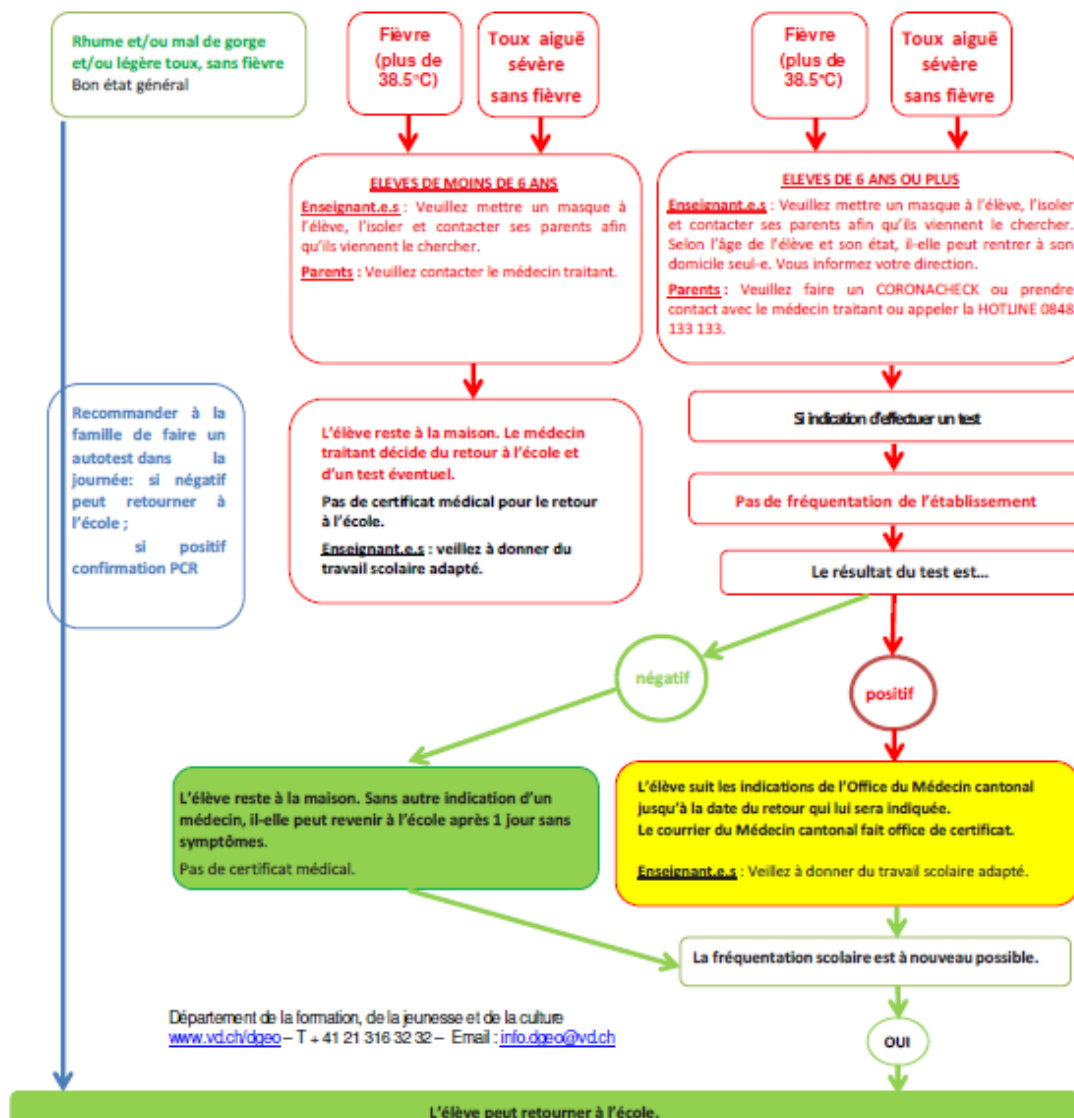 Rhume et/ou mal de gorge
et/ou légère toux, sans fièvre
Bon état général
Fièvre
(plus de
38.5°C)
Toux aiguë
sévère
sans fièvre
Fièvre
(plus de
38.5°C)
Toux aiguë
sévère
sans fièvre
ELEVES DE MOINS DE 6 ANS
Enseignant.e.s : Veuillez mettre un masque à
l'élève, l'isoler et contacter ses parents afin
qu'ils viennent le chercher.
Parents : Veuillez contacter le médecin traitant.
ELEVES DE 6 ANS OU PLUS
Enseignant.e.s : Veuillez mettre un masque à l'élève, l'isoler
et contacter ses parents afin qu'ils viennent le chercher.
Selon l'âge de l'élève et son état, il-elle peut rentrer à son
domicile seul-e. Vous informez votre direction.
Parents : Veuillez faire un CORONACHECK ou prendre
contact avec le médecin traitant ou appeler la HOTLINE 0848
133 133.
Recommander à la
famille de faire un
autotest dans la
journée: si négatif
peut retourner à
l'école ;
si positif
confirmation PCR
L'élève reste à la maison. Le médecin
traitant décide du retour à l'école et
d'un test éventuel.
Pas de certificat médical pour le retour
à l'école.
Enseignant.e.s : veillez à donner du
travail scolaire adapté.
Si indication d'effectuer un test
Pas de fréquentation de l'établissement
Le résultat du test est...
négatif
positif
L'élève reste à la maison. Sans autre indication d'un
médecin, il-elle peut revenir à l'école après 1 jour sans
symptômes.
Pas de certificat médical.
L'élève suit les indications de l'Office du Médecin cantonal
jusqu'à la date du retour qui lui sera indiquée.
Le courrier du Médecin cantonal fait office de certificat.
Enseignant.e.s : Veillez à donner du travail scolaire adapté.
La fréquentation scolaire est à nouveau possible.
Département de la formation, de la jeunesse et de la culture
www.vd.ch/dgeo – T + 41 21 316 32 32 – Email : info.dgeo@vd.ch
OUI
L'élève peut retourner à l'école.